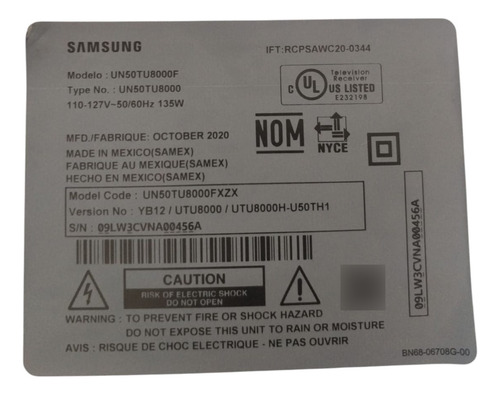 SAMSUNG
IFT:RCPSAWC20-0344
Modelo : UN50TU8000F
Type No. : UN50TU8000
110-127V~50/60Hz 135W
Television
Receiver
C UL US LISTED
E232198
MFD./FABRIQUE: OCTOBER 2020
MADE IN MEXICO(SAMEX)
FABRIQUE AU MEXIQUE(SAMEX)
HECHO EN MEXICO(SAMEX)
NOM
NYCE
Model Code : UN50TU8000FXZX
Version No : YB12 / UTU8000 / UTU8000H-U50TH1
S/N : 09LW3CVNA00456A
09LW3CVNA00456A
CAUTION
RISK OF ELECTRIC SHOCK
DO NOT OPEN
WARNING : TO PREVENT FIRE OR SHOCK HAZARD
DO NOT EXPOSE THIS UNIT TO RAIN OR MOISTURE
AVIS : RISQUE DE CHOC ELECTRIQUE - NE PAS OUVRIR
BN68-06708G-00